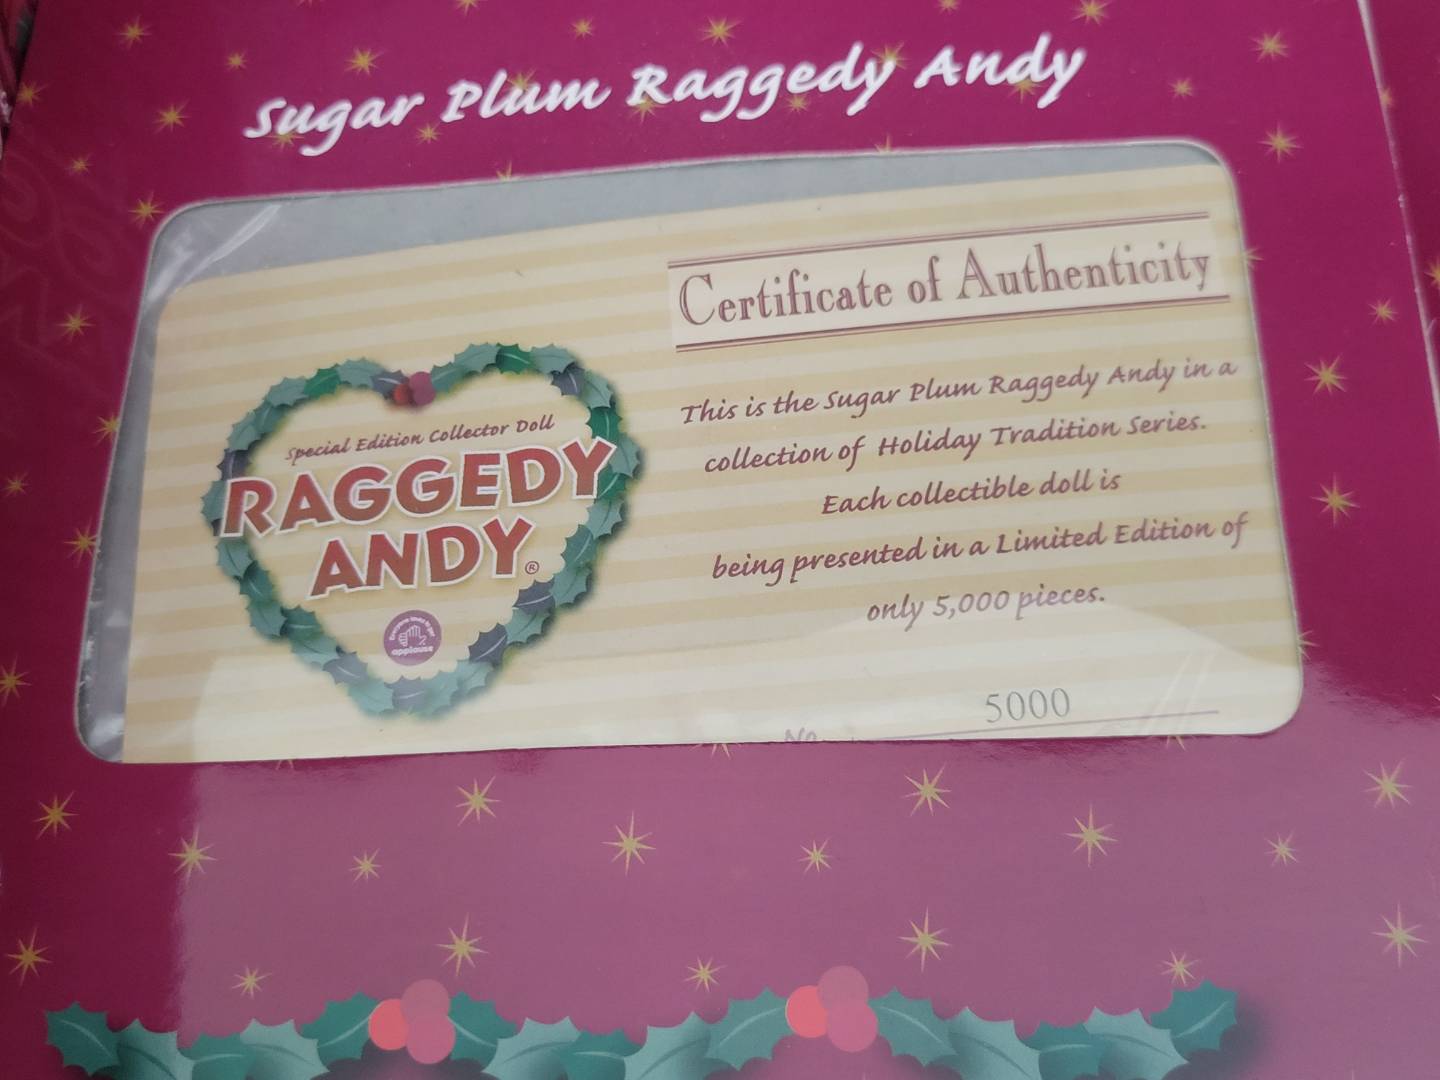 Sugar Plum Raggedy Andy
Certificate of Authenticity
This is the Sugar Plum Raggedy Andy in a
collection of Holiday Tradition Series.
Each collectible doll is
being presented in a Limited Edition of
only 5,000 pieces.
No. 5000
Special Edition Collector Doll
RAGGEDY
ANDY®
applause